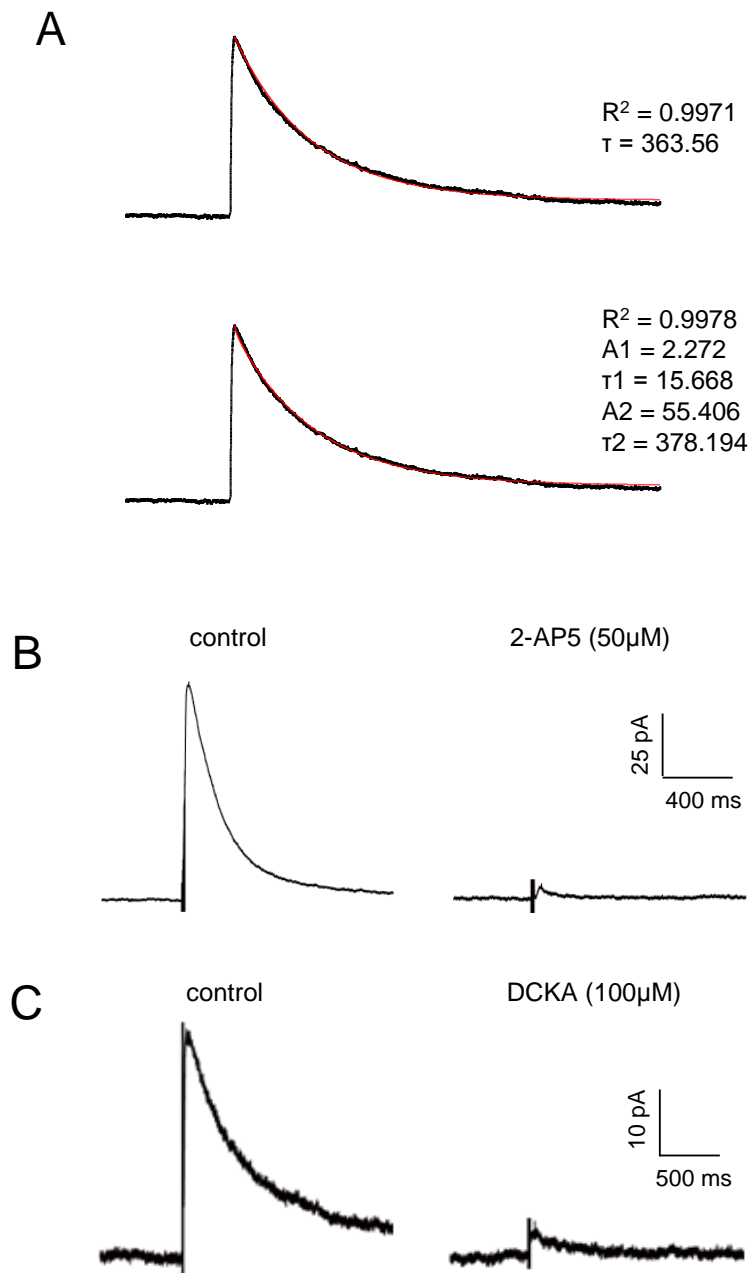 A
R² = 0.9971
τ = 363.56
R² = 0.9978
A1 = 2.272
τ1 = 15.668
A2 = 55.406
τ2 = 378.194
B
control
2-AP5 (50µM)
25 pA
400 ms
C
control
DCKA (100µM)
10 pA
500 ms